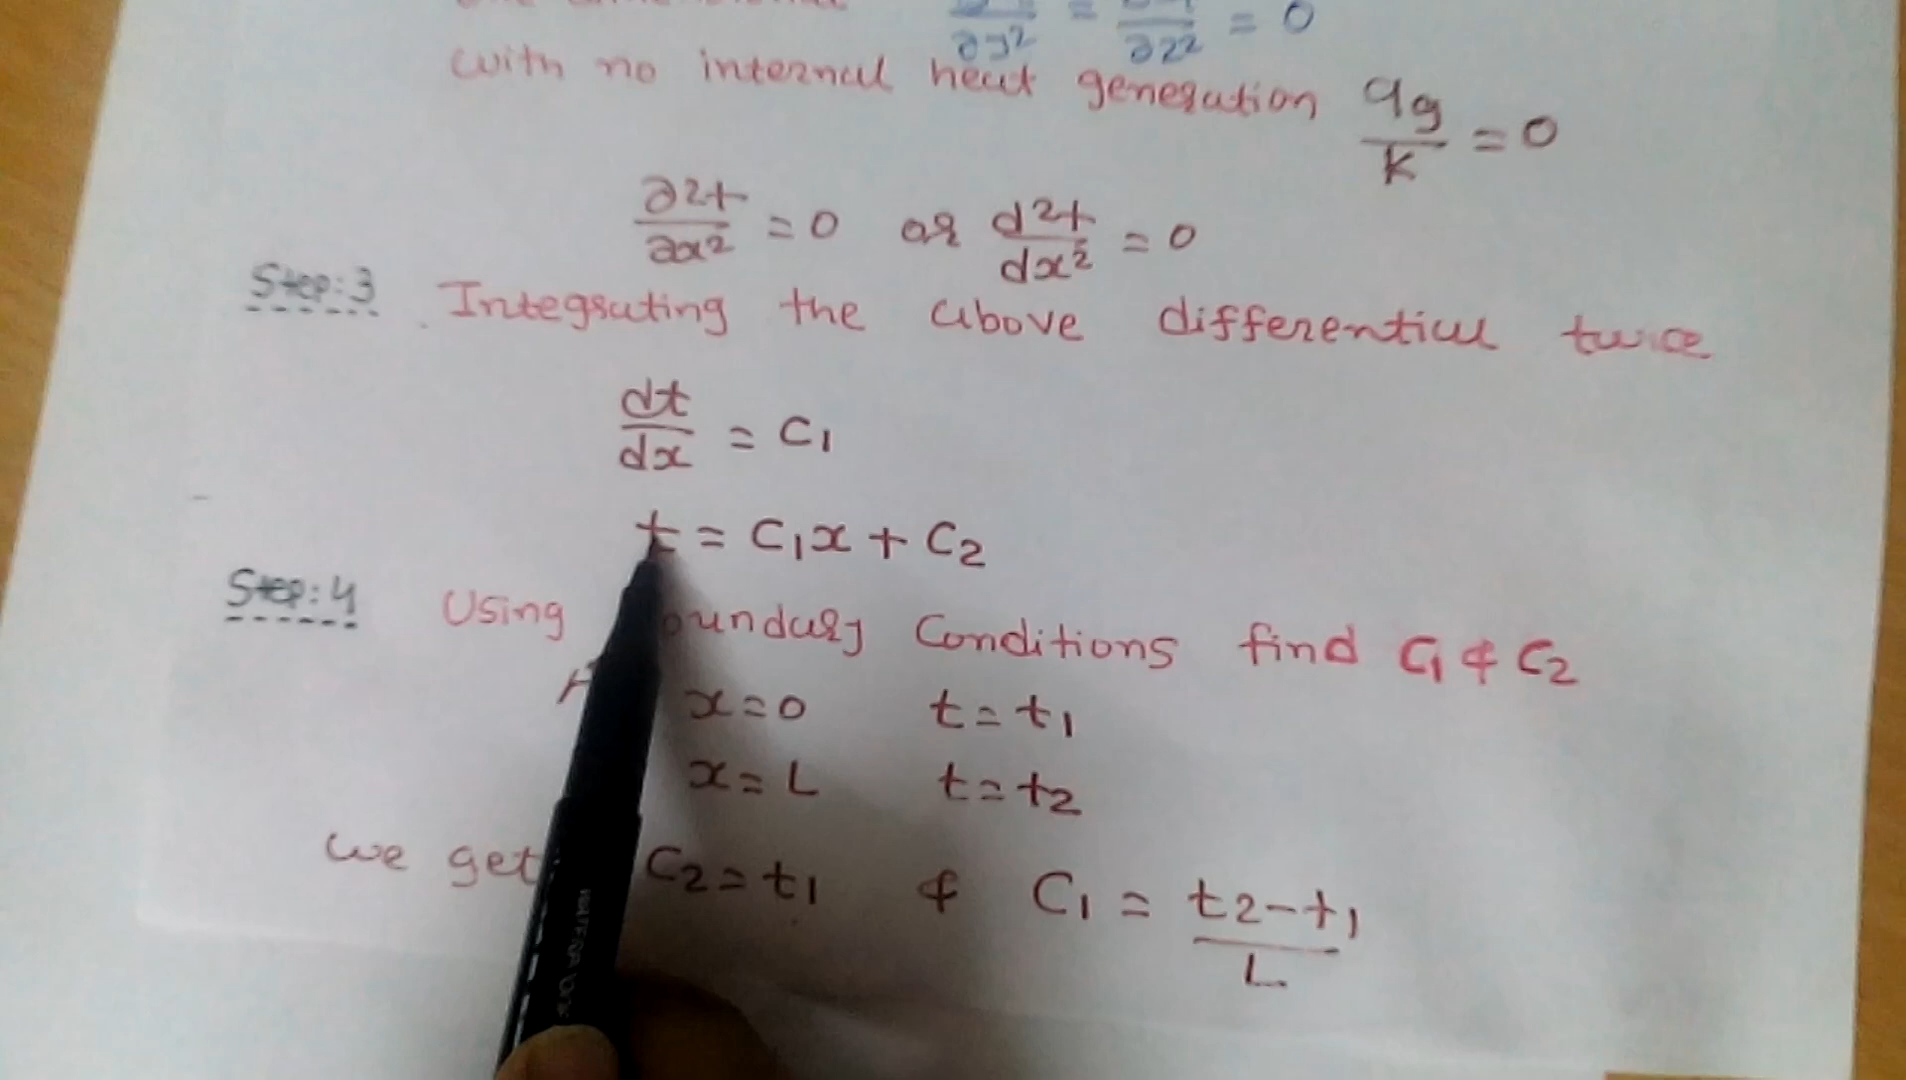 ∂y² = ∂z² = 0
with no internal heat generation qg/k = 0
∂²t/∂x² = 0 or d²t/dx² = 0
Step:3 Integrating the above differential twice
dt/dx = C₁
t = C₁x + C₂
Step:4 Using boundary Conditions find C₁ & C₂
x=0 t=t₁
x=L t=t₂
we get C₂=t₁ & C₁ = t₂-t₁/L